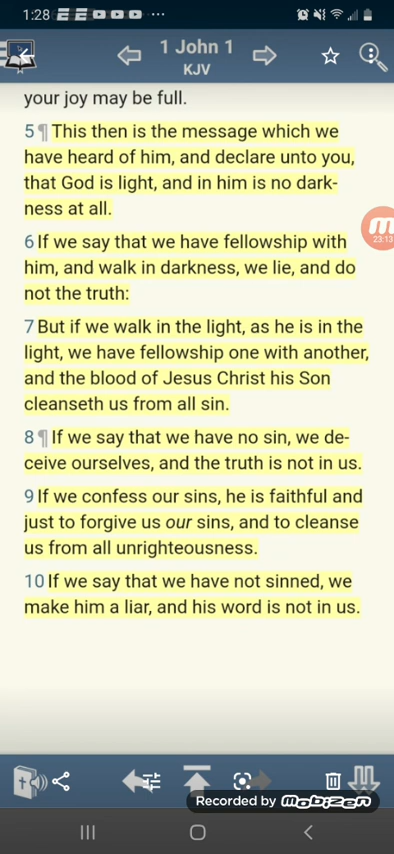 1:28
1 John 1
KJV
your joy may be full.
5 ¶ This then is the message which we
have heard of him, and declare unto you,
that God is light, and in him is no dark-
ness at all.
6 If we say that we have fellowship with
him, and walk in darkness, we lie, and do
not the truth:
7 But if we walk in the light, as he is in the
light, we have fellowship one with another,
and the blood of Jesus Christ his Son
cleanseth us from all sin.
8 ¶ If we say that we have no sin, we de-
ceive ourselves, and the truth is not in us.
9 If we confess our sins, he is faithful and
just to forgive us our sins, and to cleanse
us from all unrighteousness.
10 If we say that we have not sinned, we
make him a liar, and his word is not in us.
23:13
Recorded by mobizen